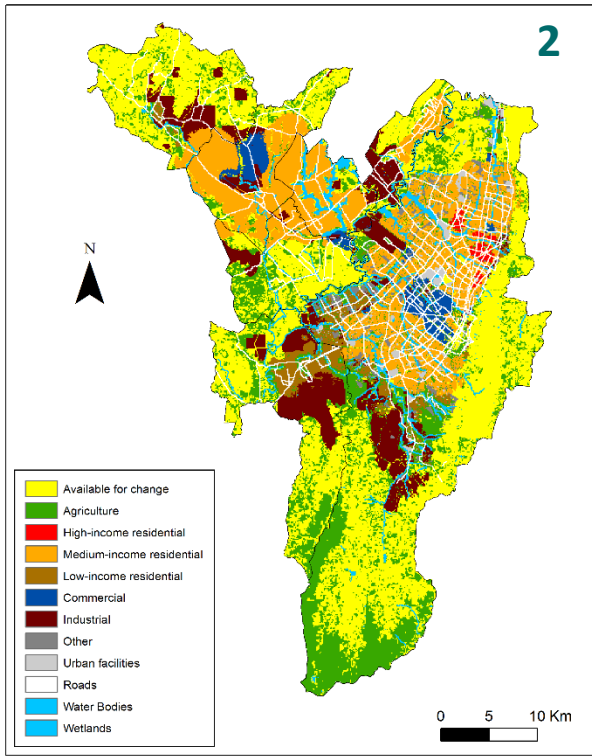 2
N
Available for change
Agriculture
High-income residential
Medium-income residential
Low-income residential
Commercial
Industrial
Other
Urban facilities
Roads
Water Bodies
Wetlands
0 5 10 Km